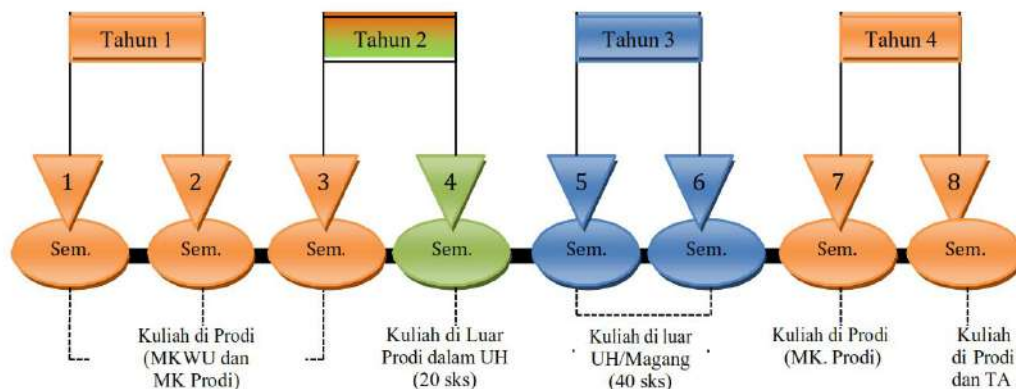 Tahun 1
Tahun 2
Tahun 3
Tahun 4
1
2
3
4
5
6
7
8
Sem.
Sem.
Sem.
Sem.
Sem.
Sem.
Sem.
Sem.
Kuliah di Prodi
(MKWU dan
MK Prodi)
Kuliah di Luar
Prodi dalam UH
(20 sks)
Kuliah di luar
UH/Magang
(40 sks)
Kuliah di Prodi
(MK. Prodi)
Kuliah
di Prodi
dan TA